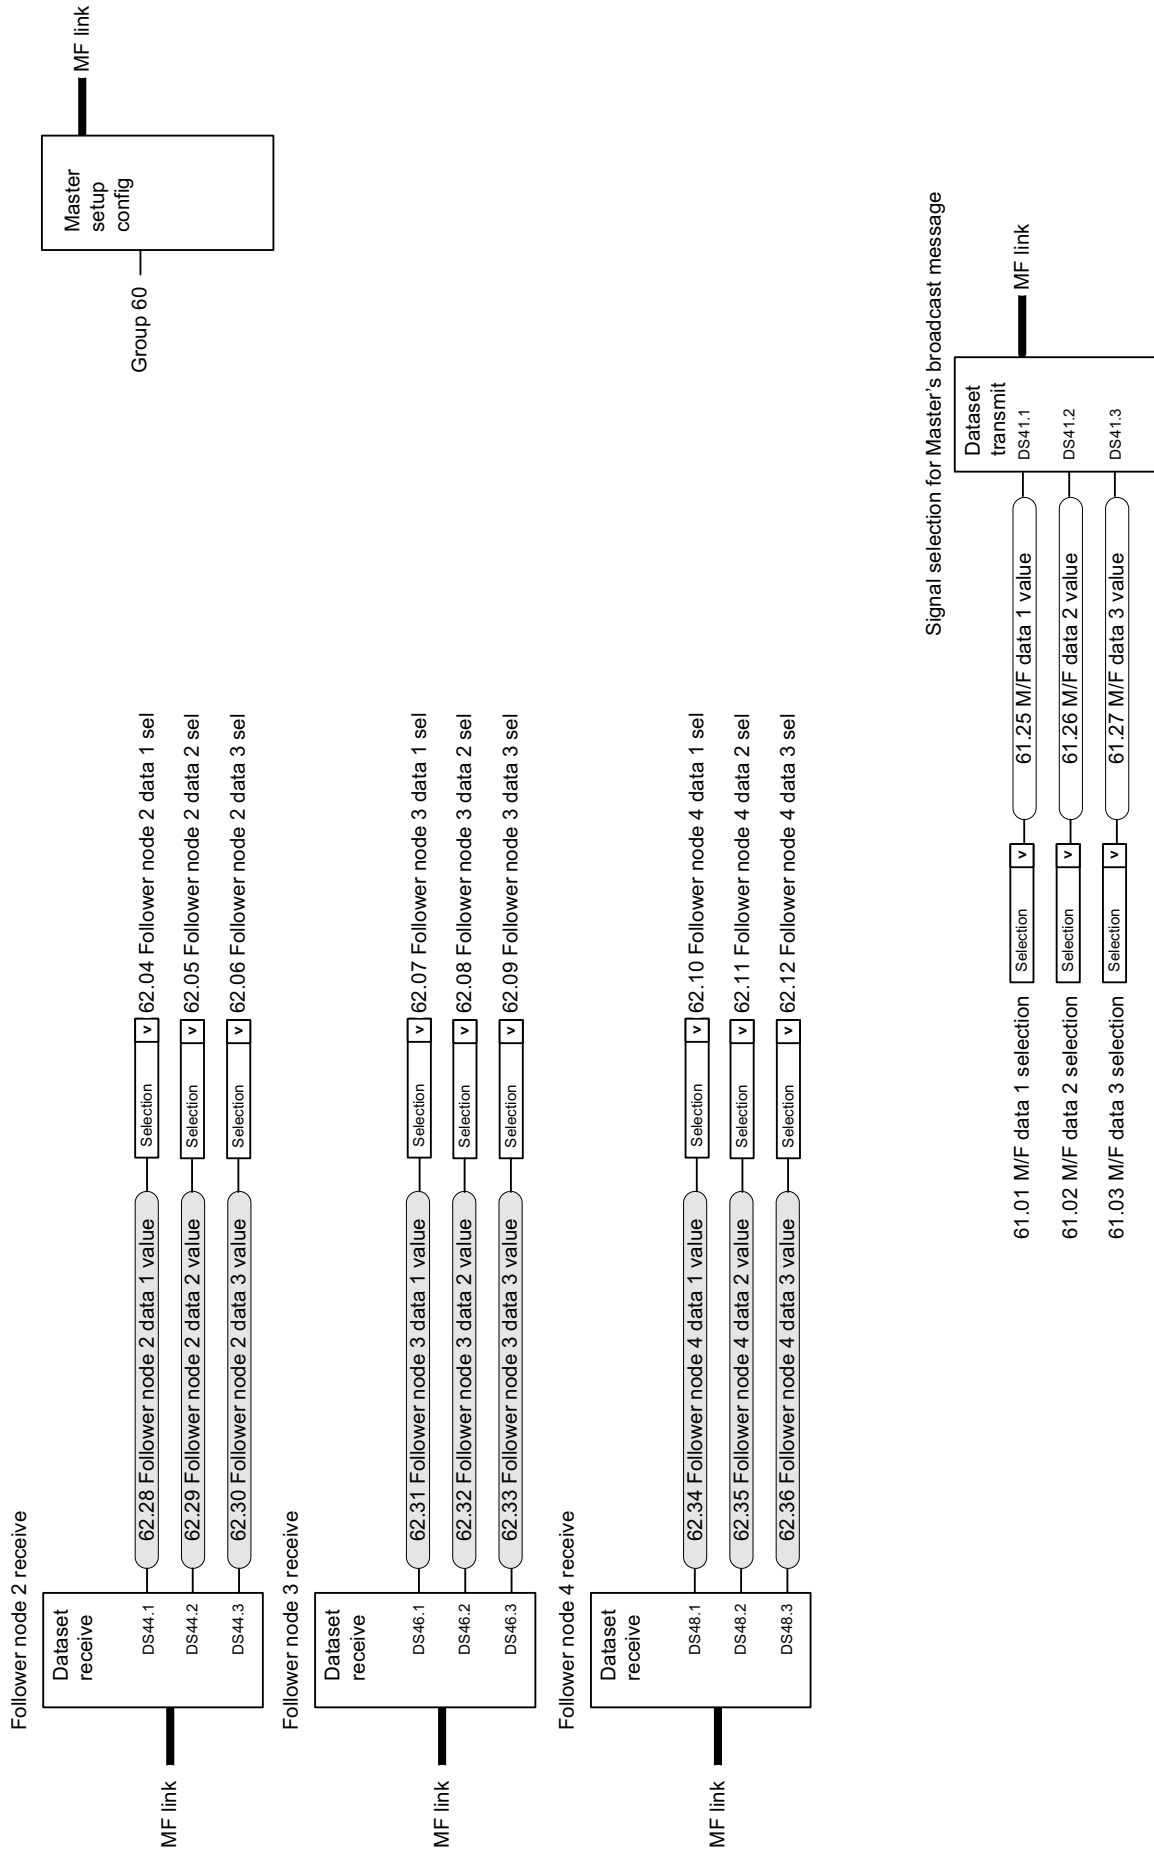 Follower node 2 receive
Dataset
receive
MF link
DS44.1
62.28 Follower node 2 data 1 value
Selection
v
62.04 Follower node 2 data 1 sel
DS44.2
62.29 Follower node 2 data 2 value
Selection
v
62.05 Follower node 2 data 2 sel
DS44.3
62.30 Follower node 2 data 3 value
Selection
v
62.06 Follower node 2 data 3 sel
Master
setup
config
MF link
Group 60
Follower node 3 receive
Dataset
receive
MF link
DS46.1
62.31 Follower node 3 data 1 value
Selection
v
62.07 Follower node 3 data 1 sel
DS46.2
62.32 Follower node 3 data 2 value
Selection
v
62.08 Follower node 3 data 2 sel
DS46.3
62.33 Follower node 3 data 3 value
Selection
v
62.09 Follower node 3 data 3 sel
Follower node 4 receive
Dataset
receive
MF link
DS48.1
62.34 Follower node 4 data 1 value
Selection
v
62.10 Follower node 4 data 1 sel
DS48.2
62.35 Follower node 4 data 2 value
Selection
v
62.11 Follower node 4 data 2 sel
DS48.3
62.36 Follower node 4 data 3 value
Selection
v
62.12 Follower node 4 data 3 sel
Signal selection for Master's broadcast message
Dataset
transmit
61.01 M/F data 1 selection
Selection
v
61.25 M/F data 1 value
DS41.1
MF link
61.02 M/F data 2 selection
Selection
v
61.26 M/F data 2 value
DS41.2
61.03 M/F data 3 selection
Selection
v
61.27 M/F data 3 value
DS41.3